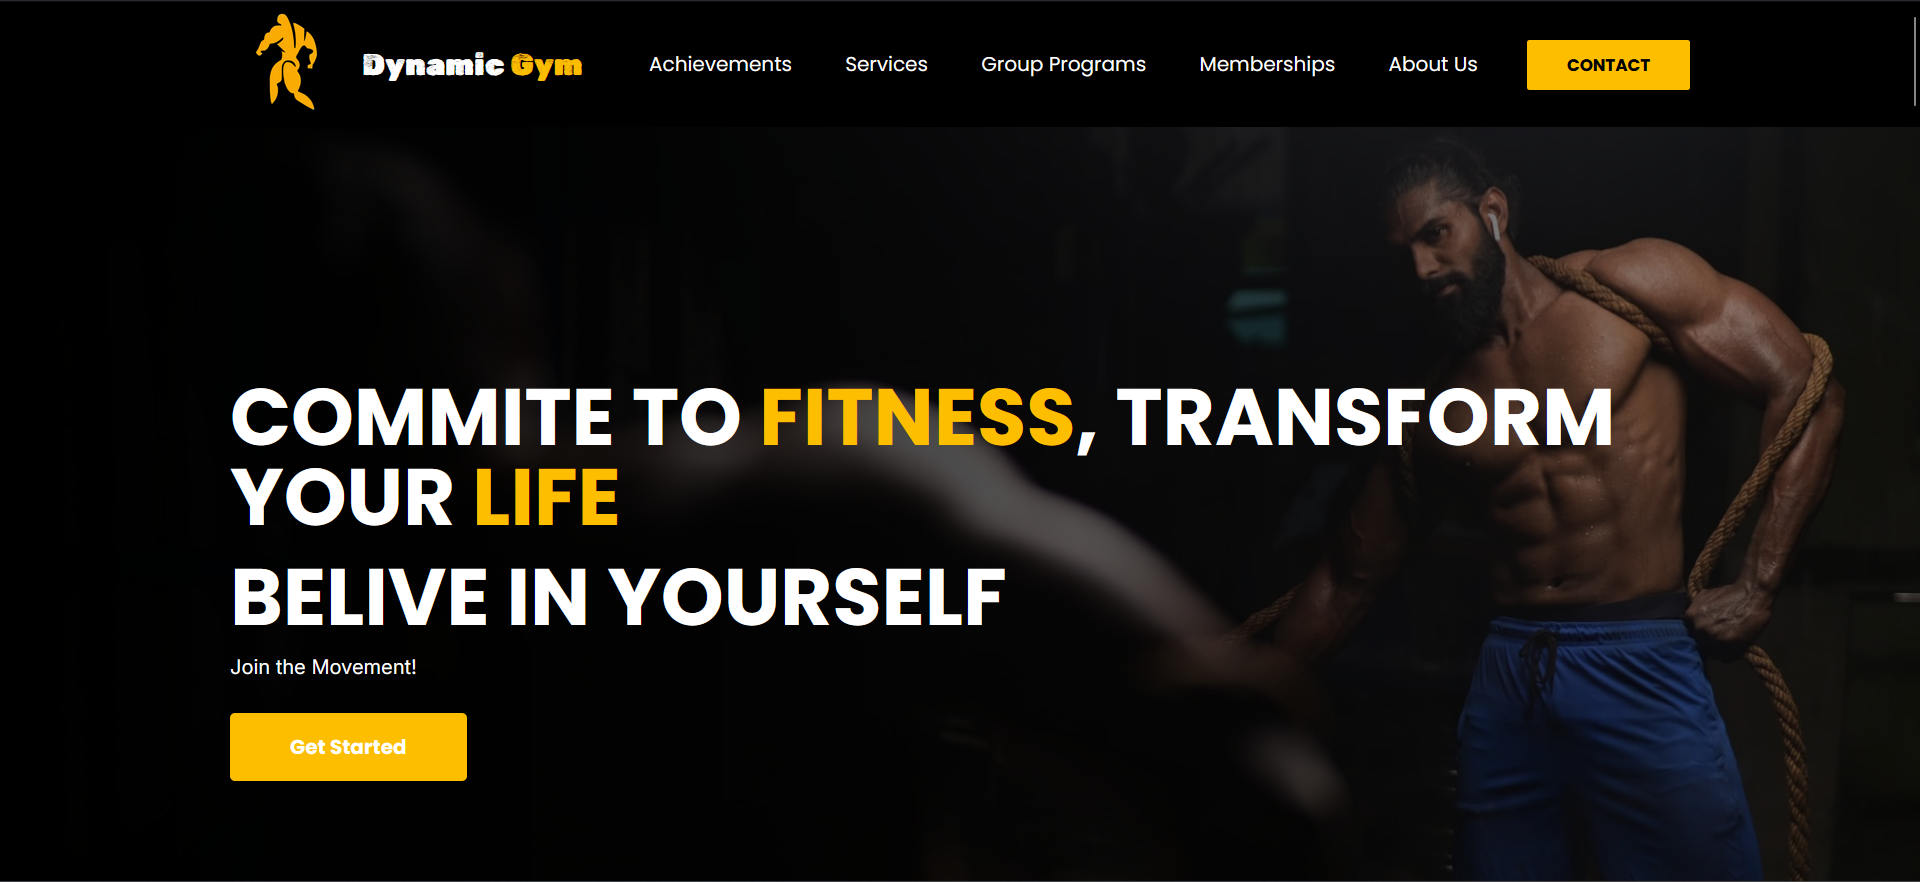 Dynamic Gym
Achievements
Services
Group Programs
Memberships
About Us
CONTACT
COMMITE TO FITNESS, TRANSFORM
YOUR LIFE
BELIVE IN YOURSELF
Join the Movement!
Get Started